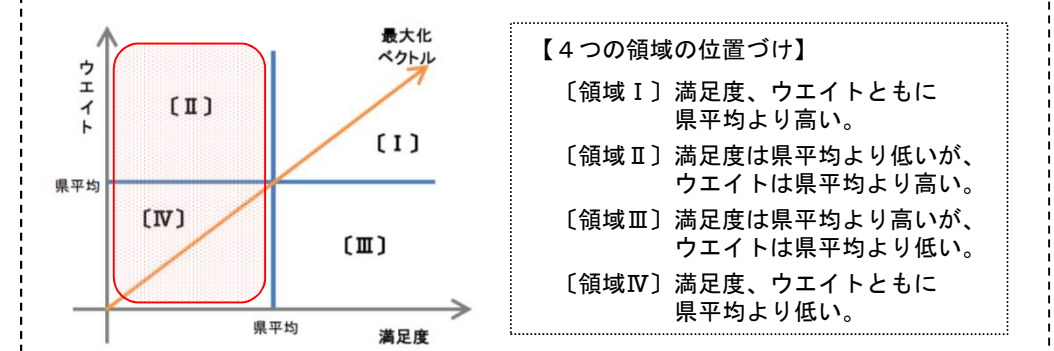 ウエイト
最大化
ベクトル
〔Ⅱ〕
〔Ⅰ〕
県平均
〔Ⅳ〕
〔Ⅲ〕
県平均
満足度
【４つの領域の位置づけ】
〔領域Ⅰ〕満足度、ウエイトともに
県平均より高い。
〔領域Ⅱ〕満足度は県平均より低いが、
ウエイトは県平均より高い。
〔領域Ⅲ〕満足度は県平均より高いが、
ウエイトは県平均より低い。
〔領域Ⅳ〕満足度、ウエイトともに
県平均より低い。